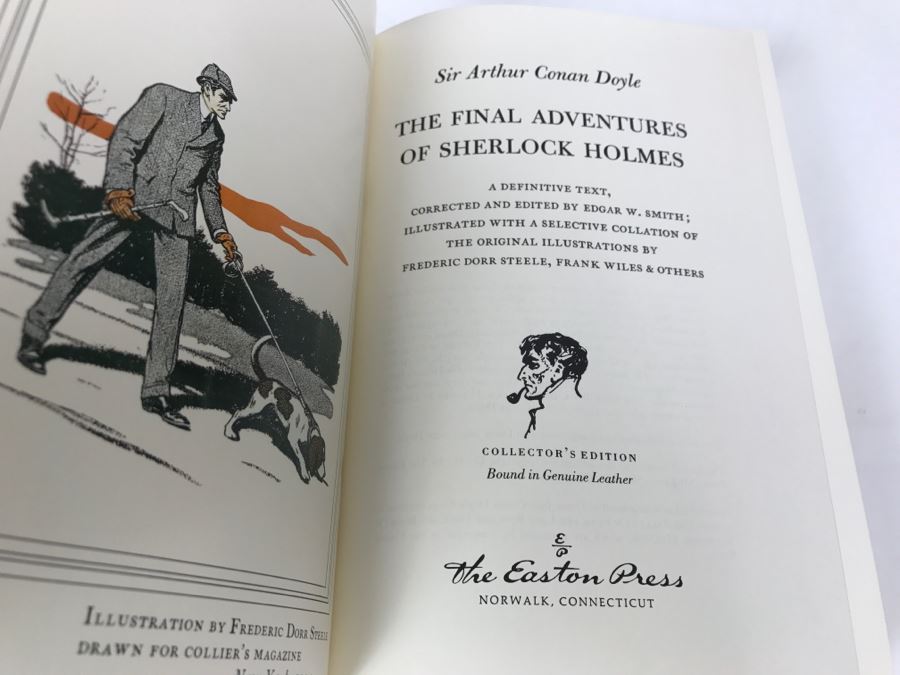 ILLUSTRATION BY FREDERIC DORR STEELE
DRAWN FOR COLLIER'S MAGAZINE
Sir Arthur Conan Doyle
THE FINAL ADVENTURES
OF SHERLOCK HOLMES
A DEFINITIVE TEXT,
CORRECTED AND EDITED BY EDGAR W. SMITH;
ILLUSTRATED WITH A SELECTIVE COLLATION OF
THE ORIGINAL ILLUSTRATIONS BY
FREDERIC DORR STEELE, FRANK WILES & OTHERS
COLLECTOR'S EDITION
Bound in Genuine Leather
E
P
The Easton Press
NORWALK, CONNECTICUT